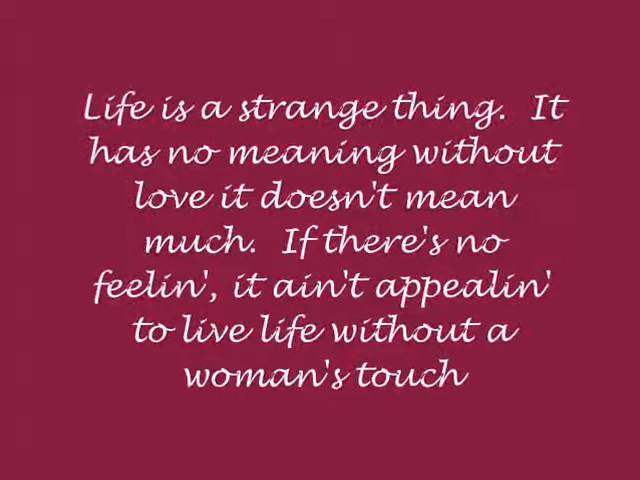 Life is a strange thing.  It
has no meaning without
love it doesn't mean
much.  If there's no
feelin', it ain't appealin'
to live life without a
woman's touch